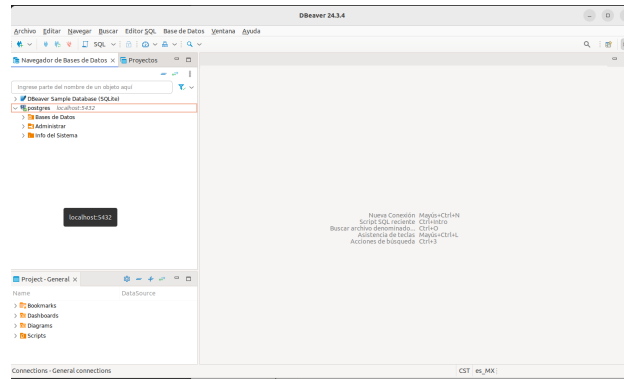 DBeaver 24.3.4
Archivo Editar Navegar Buscar Editor SQL Base de Datos Ventana Ayuda
SQL
Navegador de Bases de Datos Proyectos
Ingrese parte del nombre de un objeto aquí
DBeaver Sample Database (SQLite)
postgres localhost:5432
Bases de Datos
Administrar
Info del Sistema
localhost:5432
Nueva Conexión Mayús+Ctrl+N
Script SQL reciente Ctrl+Intro
Buscar archivo denominado... Ctrl+O
Asistencia de teclas Mayús+Ctrl+L
Acciones de búsqueda Ctrl+3
Project - General
Name DataSource
Bookmarks
Dashboards
Diagrams
Scripts
Connections - General connections CST es_MX